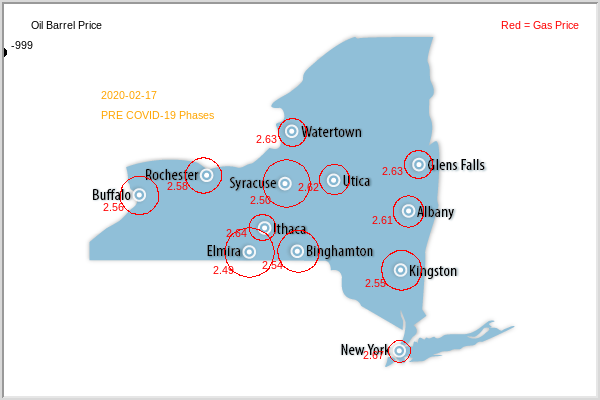 Oil Barrel Price
Red = Gas Price
-999
2020-02-17
PRE COVID-19 Phases
Watertown
2.63
Glens Falls
2.63
Rochester
2.58
Syracuse
2.50
Utica
2.62
Buffalo
2.56
Albany
2.61
Ithaca
2.64
Elmira
2.49
Binghamton
2.54
Kingston
2.55
New York
2.67